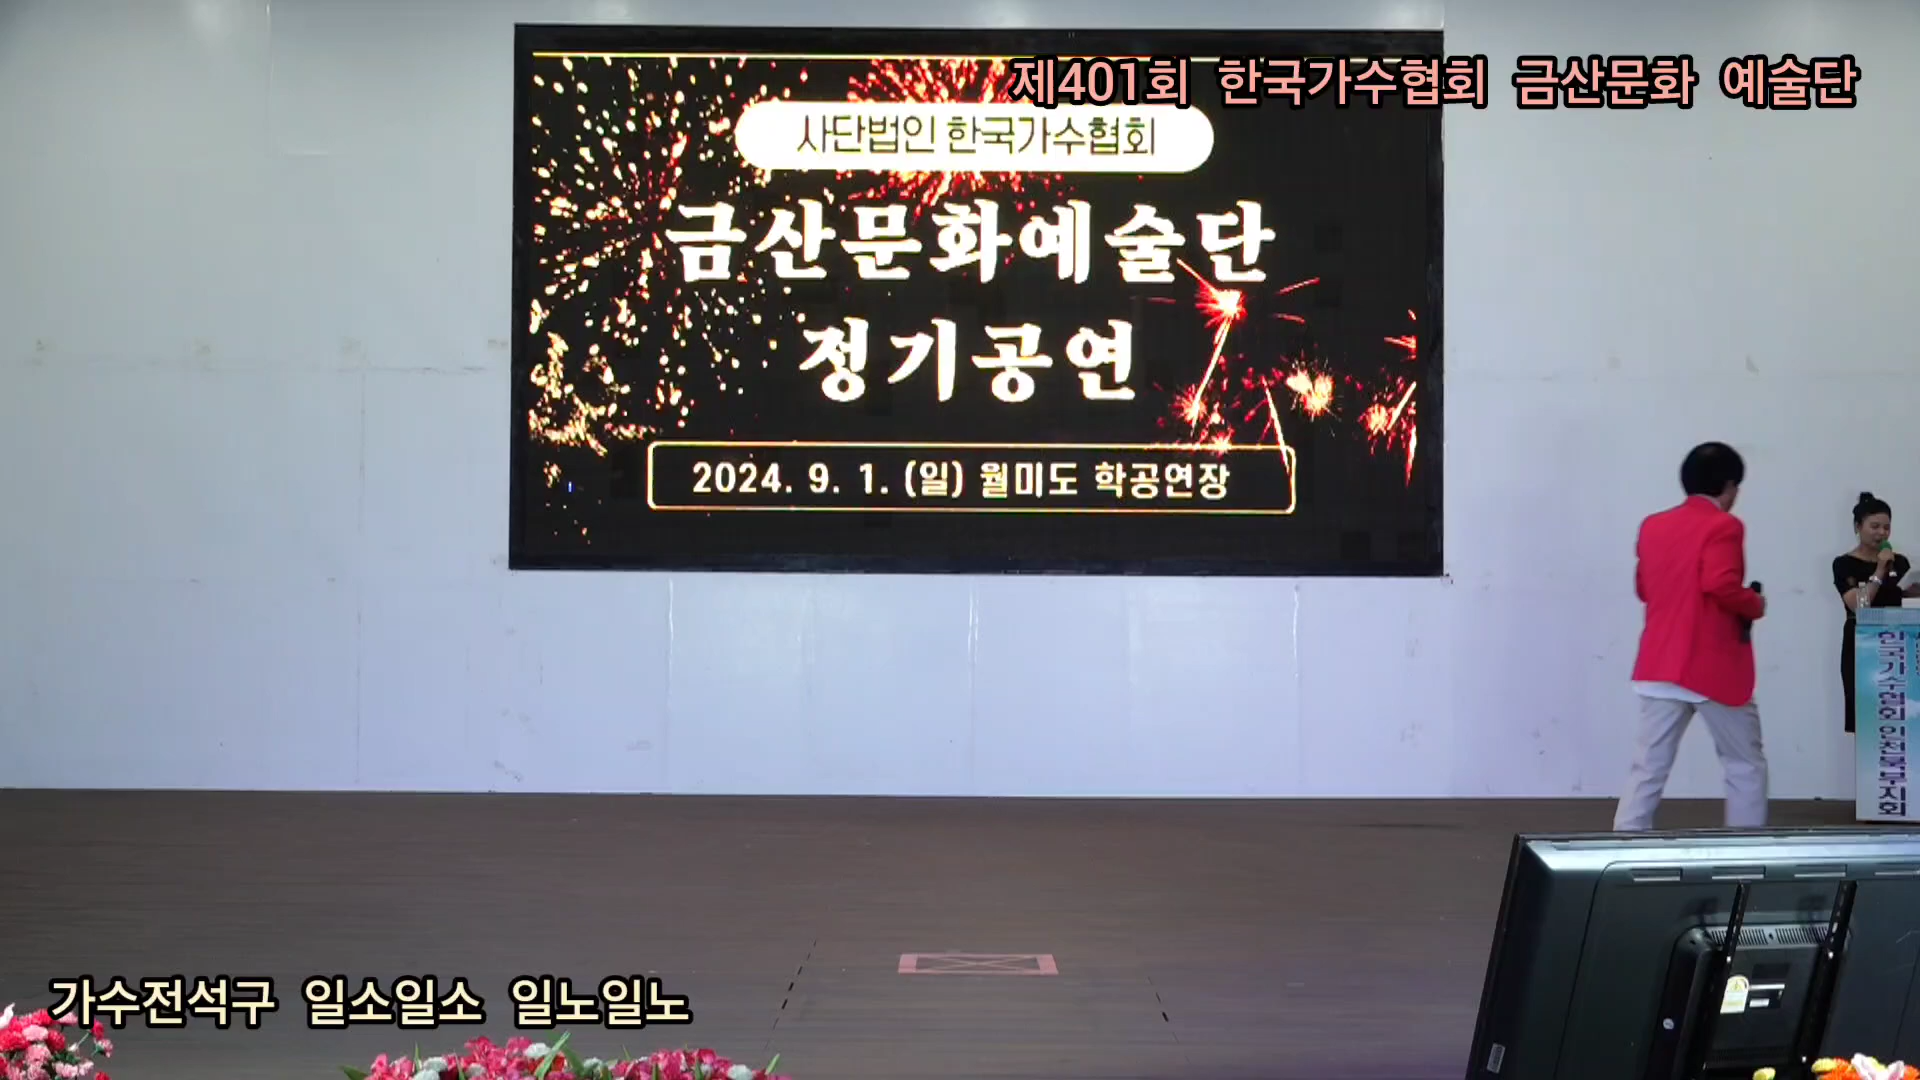 제401회 한국가수협회 금산문화 예술단
사단법인 한국가수협회
금산문화예술단
정기공연
2024. 9. 1. (일) 월미도 학공연장
한국가수협회 인천북부지회
가수전석구 일소일소 일노일노